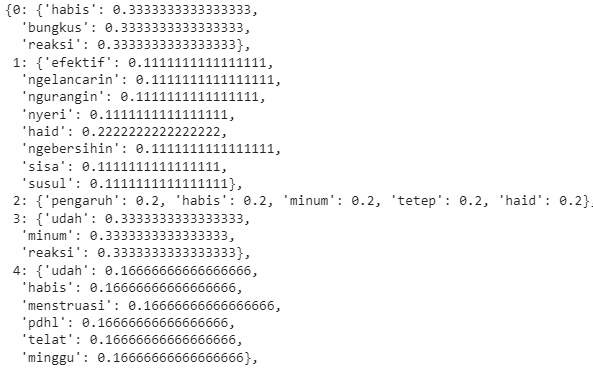 {0: {'habis': 0.3333333333333333,
'bungkus': 0.3333333333333333,
'reaksi': 0.3333333333333333},
1: {'efektif': 0.1111111111111111,
'ngelancarin': 0.1111111111111111,
'ngurangin': 0.1111111111111111,
'nyeri': 0.1111111111111111,
'haid': 0.2222222222222222,
'ngebersihin': 0.1111111111111111,
'sisa': 0.1111111111111111,
'susul': 0.1111111111111111},
2: {'pengaruh': 0.2, 'habis': 0.2, 'minum': 0.2, 'tetep': 0.2, 'haid': 0.2},
3: {'udah': 0.3333333333333333,
'minum': 0.3333333333333333,
'reaksi': 0.3333333333333333},
4: {'udah': 0.16666666666666666,
'habis': 0.16666666666666666,
'menstruasi': 0.16666666666666666,
'pdhl': 0.16666666666666666,
'telat': 0.16666666666666666,
'minggu': 0.16666666666666666},